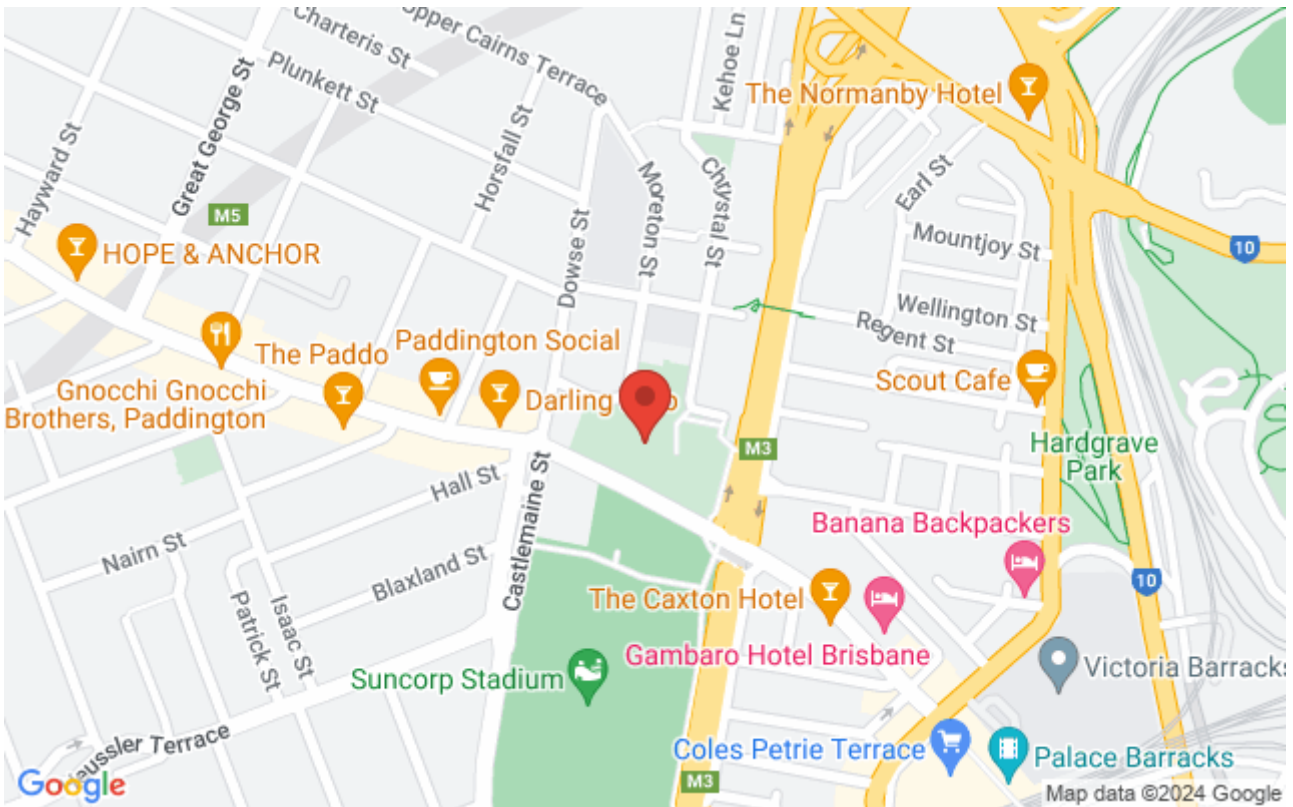 Charteris St
Upper Cairns Terrace
Kehoe Ln
Plunkett St
The Normanby Hotel
Great George St
Hayward St
Horsfall St
Moreton St
Chrystal St
Earl St
M5
Mountjoy St
10
HOPE & ANCHOR
Dowse St
Wellington St
Regent St
The Paddo
Paddington Social
Gnocchi Gnocchi
Brothers, Paddington
Darling
Scout Cafe
M3
Hardgrave
Park
Hall St
Castlemaine St
Banana Backpackers
Nairn St
Blaxland St
10
The Caxton Hotel
Patrick St
Isaac St
Gambaro Hotel Brisbane
Suncorp Stadium
Victoria Barracks
Terrace
Coles Petrie Terrace
Palace Barracks
M3
Google
Map data ©2024 Google